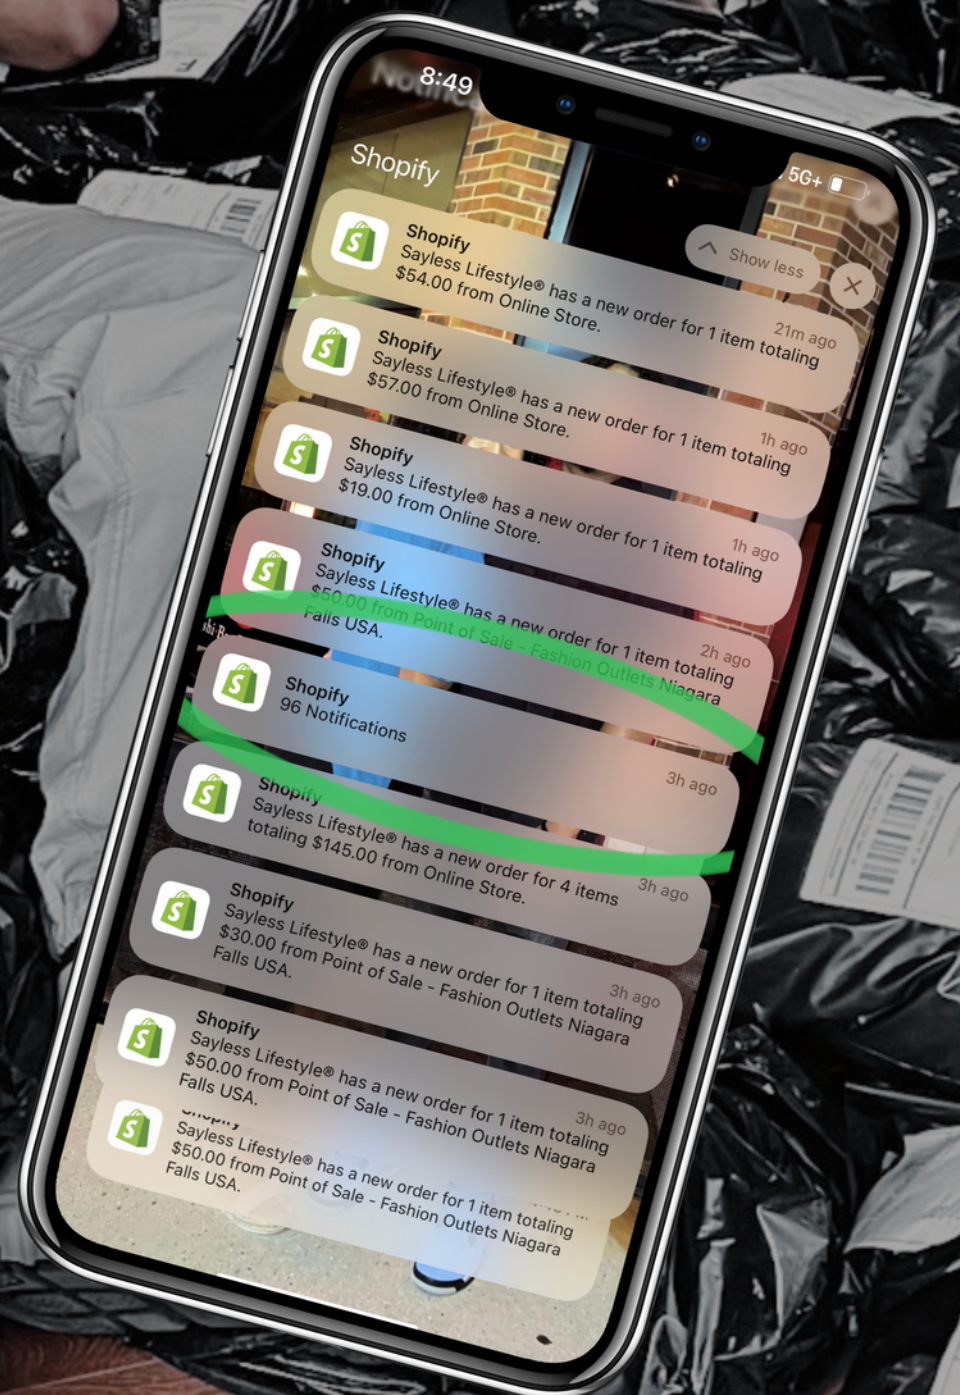 8:49
5G+
Shopify
Show less
Shopify
21m ago
Sayless Lifestyle® has a new order for 1 item totaling
$54.00 from Online Store.
Shopify
1h ago
Sayless Lifestyle® has a new order for 1 item totaling
$57.00 from Online Store.
Shopify
1h ago
Sayless Lifestyle® has a new order for 1 item totaling
$19.00 from Online Store.
Shopify
2h ago
Sayless Lifestyle® has a new order for 1 item totaling
$50.00 from Point of Sale - Fashion Outlets Niagara
Falls USA.
Shopify
3h ago
96 Notifications
Shopify
3h ago
Sayless Lifestyle® has a new order for 4 items
totaling $145.00 from Online Store.
Shopify
3h ago
Sayless Lifestyle® has a new order for 1 item totaling
$30.00 from Point of Sale - Fashion Outlets Niagara
Falls USA.
Shopify
3h ago
Sayless Lifestyle® has a new order for 1 item totaling
$50.00 from Point of Sale - Fashion Outlets Niagara
Falls USA.
Shopify
Sayless Lifestyle® has a new order for 1 item totaling
$50.00 from Point of Sale - Fashion Outlets Niagara
Falls USA.